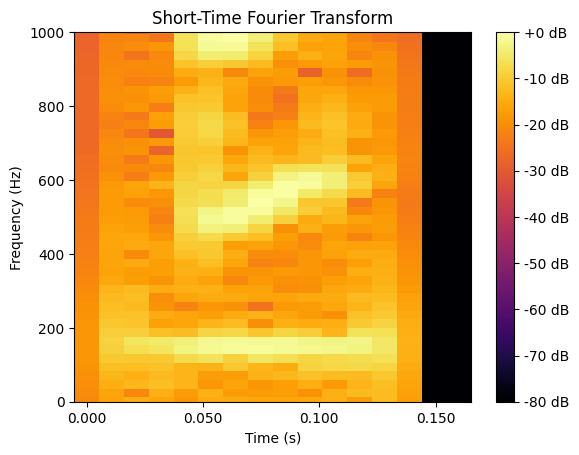 Short-Time Fourier Transform
Frequency (Hz)
1000
800
600
400
200
0
0.000
0.050
0.100
0.150
Time (s)
+0 dB
-10 dB
-20 dB
-30 dB
-40 dB
-50 dB
-60 dB
-70 dB
-80 dB